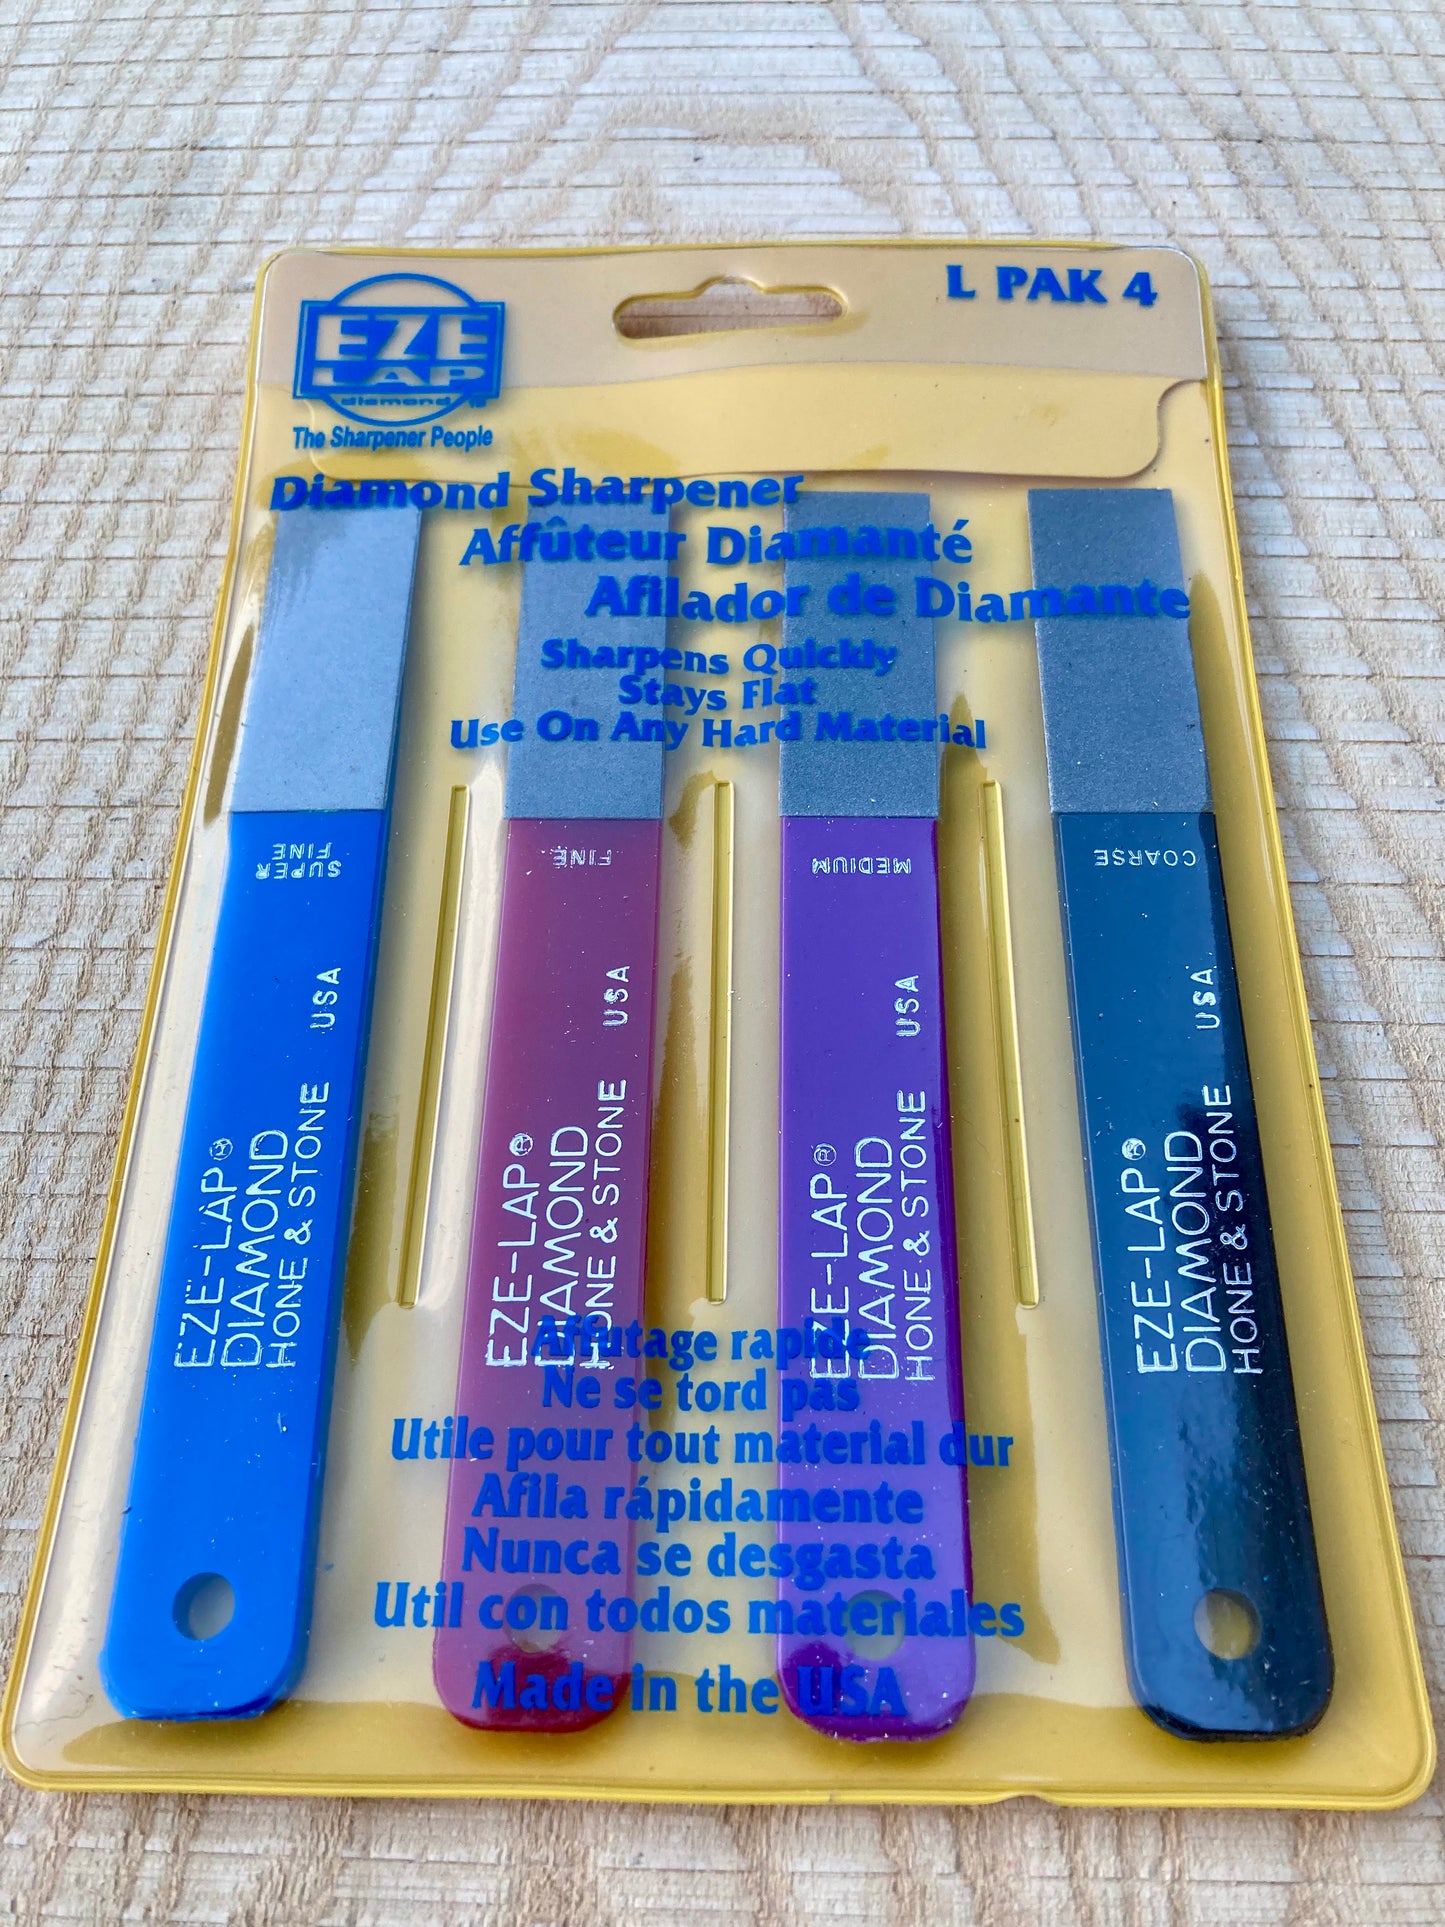 L PAK 4
EZE
LAP
diamond ®
The Sharpener People
Diamond Sharpener
Affûteur Diamanté
Afilador de Diamante
Sharpens Quickly
Stays Flat
Use On Any Hard Material
SUPER
FINE
USA
EZE-LAP®
DIAMOND
HONE & STONE
FINE
USA
EZE-LAP®
DIAMOND
HONE & STONE
MEDIUM
USA
EZE-LAP®
DIAMOND
HONE & STONE
COARSE
USA
EZE-LAP®
DIAMOND
HONE & STONE
Affutage rapide
Ne se tord pas
Utile pour tout material dur
Afila rápidamente
Nunca se desgasta
Util con todos materiales
Made in the USA